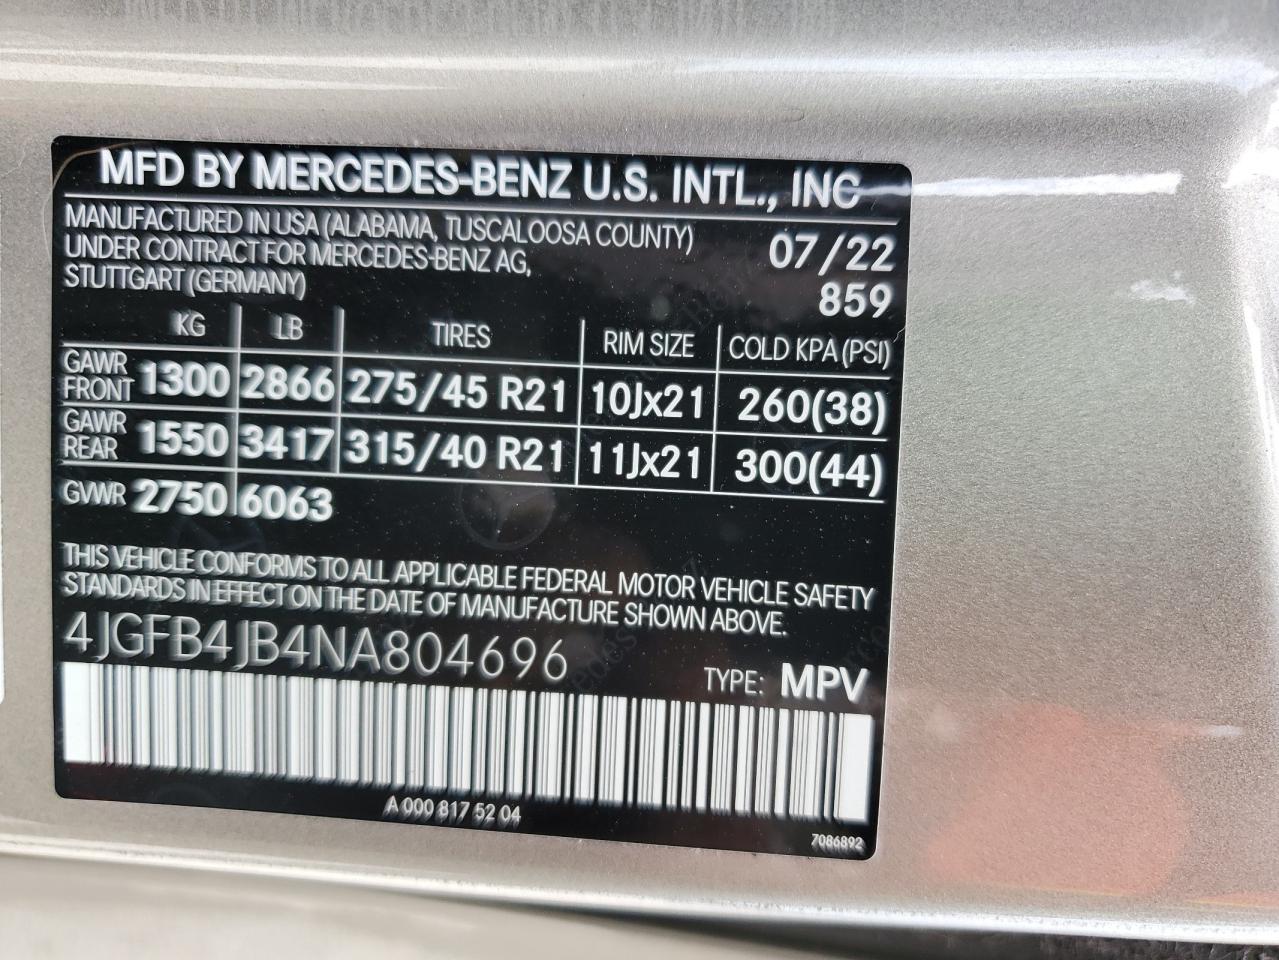 MFD BY MERCEDES-BENZ U.S. INTL., INC
MANUFACTURED IN USA (ALABAMA, TUSCALOOSA COUNTY)
UNDER CONTRACT FOR MERCEDES-BENZ AG,
STUTTGART (GERMANY)
07/22
859
KG LB TIRES RIM SIZE COLD KPA (PSI)
GAWR FRONT 1300 2866 275/45 R21 10Jx21 260(38)
GAWR REAR 1550 3417 315/40 R21 11Jx21 300(44)
GVWR 2750 6063
THIS VEHICLE CONFORMS TO ALL APPLICABLE FEDERAL MOTOR VEHICLE SAFETY
STANDARDS IN EFFECT ON THE DATE OF MANUFACTURE SHOWN ABOVE.
4JGFB4JB4NA804696
TYPE: MPV
A 000 817 52 04
7086892